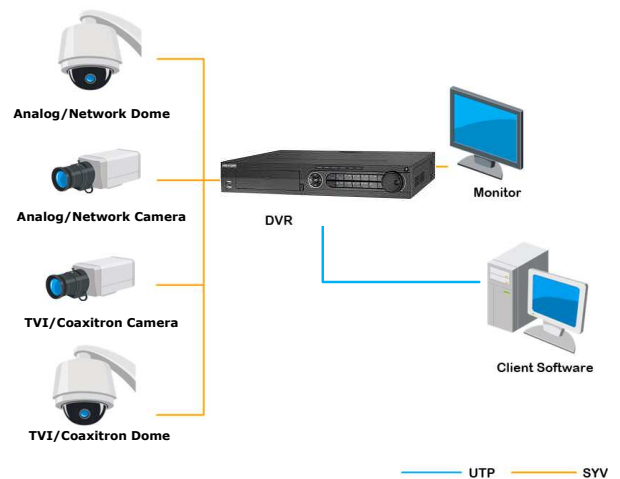 Analog/Network Dome
Analog/Network Camera
DVR
Monitor
TVI/Coaxitron Camera
Client Software
TVI/Coaxitron Dome
UTP
SYV